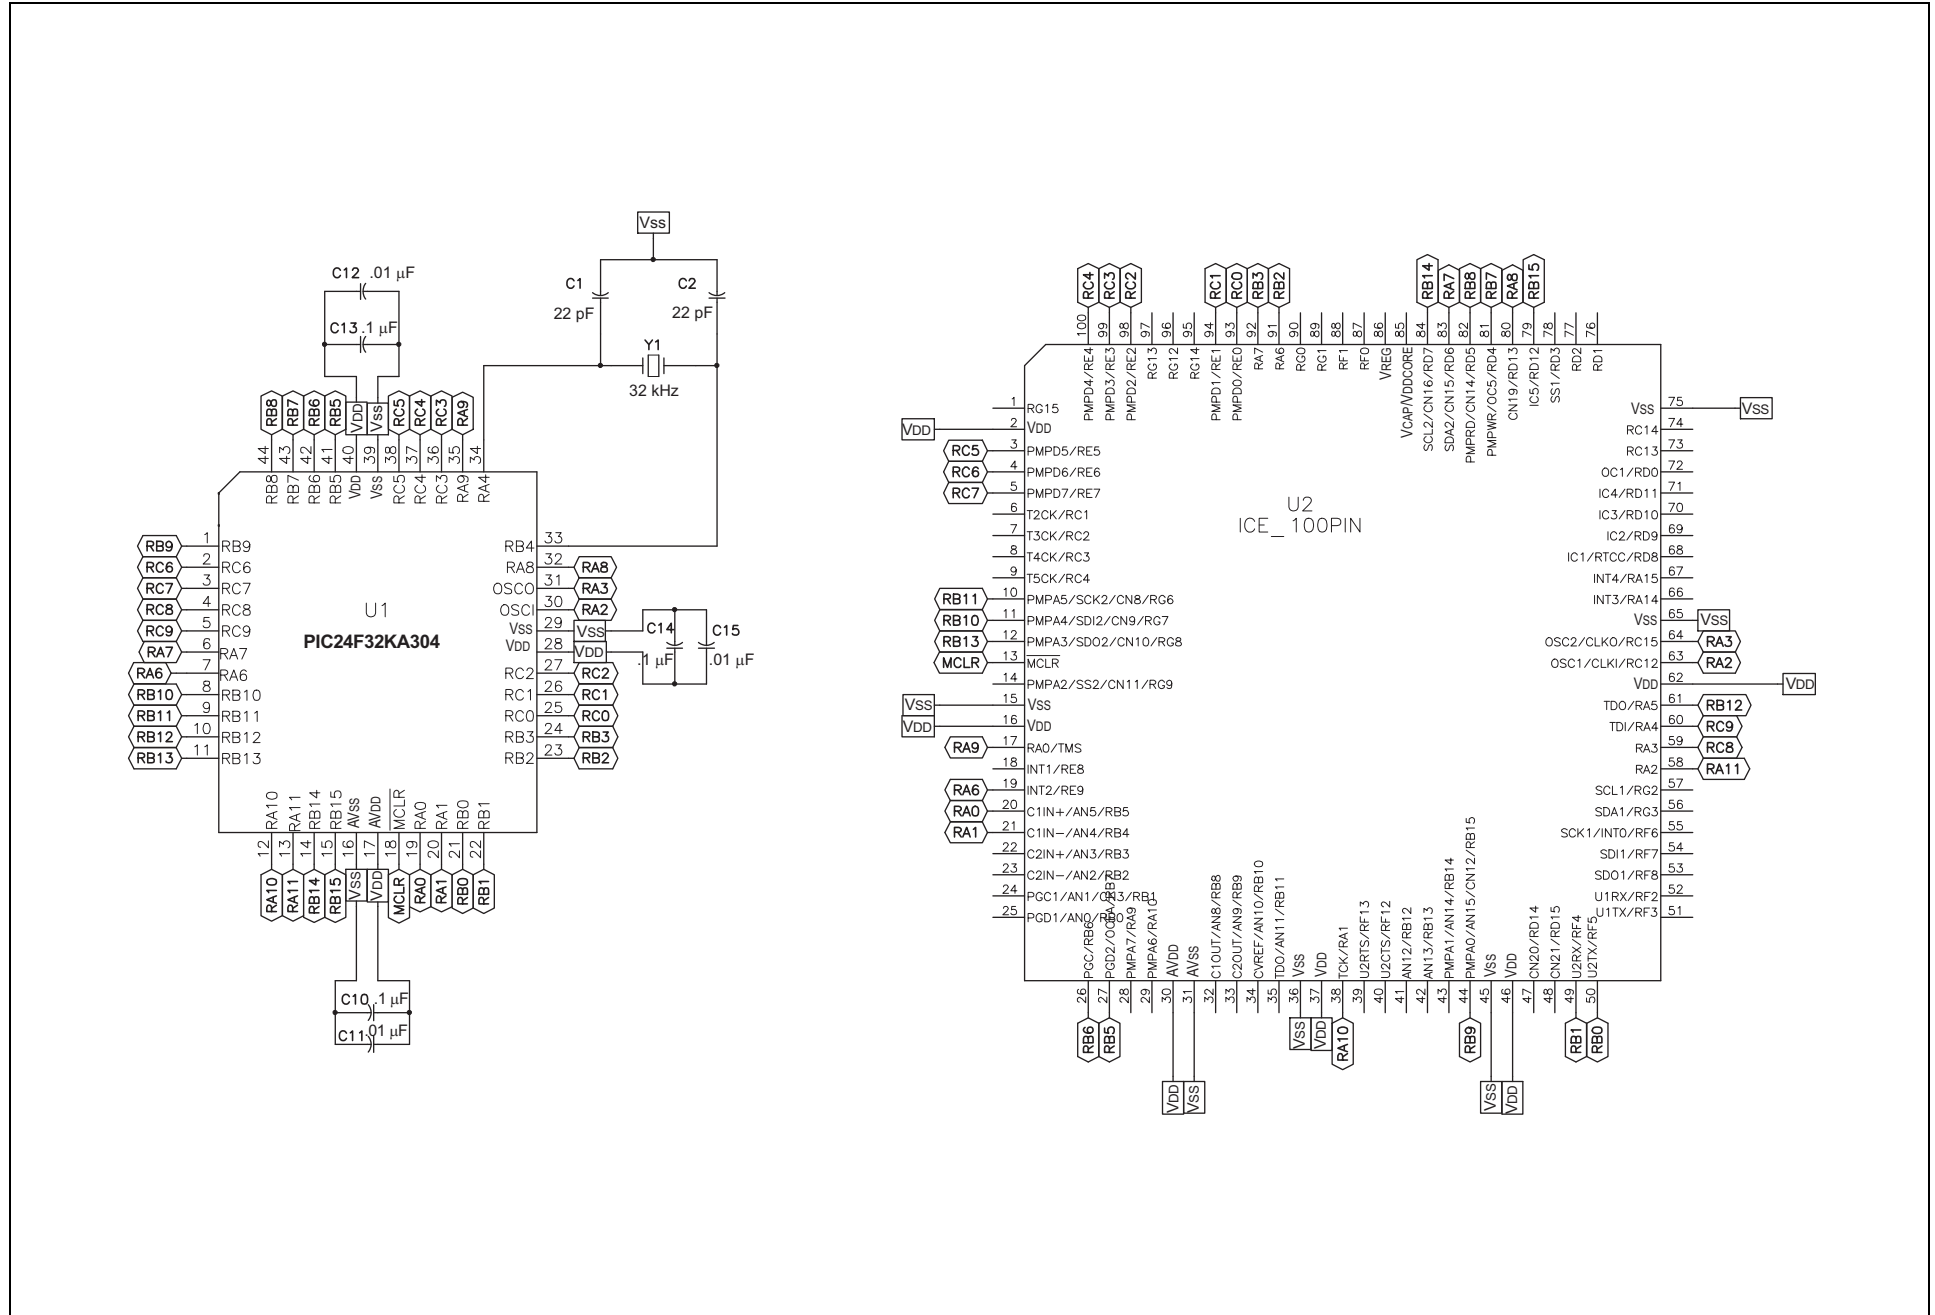 Vss
C12 .01 µF
C13 .1 µF
C1
22 pF
C2
22 pF
Y1
32 kHz
RB8 RB7 RB6 RB5 VDD Vss RC5 RC4 RC3 RA9
44 43 42 41 40 39 38 37 36 35 34
RB8 RB7 RB6 RB5 VDD Vss RC5 RC4 RC3 RA9 RA4
RB9 1 RB9
RC6 2 RC6
RC7 3 RC7
RC8 4 RC8
RC9 5 RC9
RA7 6 RA7
RA6 7 RA6
RB10 8 RB10
RB11 9 RB11
RB12 10 RB12
RB13 11 RB13
U1
PIC24F32KA304
RB4 33
RA8 32 RA8
OSCO 31 RA3
OSCI 30 RA2
Vss 29 Vss
VDD 28 VDD
RC2 27 RC2
RC1 26 RC1
RC0 25 RC0
RB3 24 RB3
RB2 23 RB2
C14
.1 µF
C15
.01 µF
RA10 RA11 RB14 RB15 AVss AVDD MCLR RA0 RA1 RB0 RB1
12 13 14 15 16 17 18 19 20 21 22
RA10 RA11 RB14 RB15 Vss VDD MCLR RA0 RA1 RB0 RB1
C10 .1 µF
C11 .01 µF
RC4 RC3 RC2 RC1 RC0 RB3 RB2 RB14 RA7 RB8 RB7 RA8 RB15
100 99 98 97 96 95 94 93 92 91 90 89 88 87 86 85 84 83 82 81 80 79 78 77 76
PMPD4/RE4
PMPD3/RE3
PMPD2/RE2
RG13
RG12
RG14
PMPD1/RE1
PMPD0/RE0
RA7
RA6
RG0
RG1
RF1
RF0
VREG
VCAP/VDDCORE
SCL2/CN16/RD7
SDA2/CN15/RD6
PMPRD/CN14/RD5
PMPWR/OC5/RD4
CN19/RD13
IC5/RD12
SS1/RD3
RD2
RD1
1 RG15
VDD 2 VDD
RC5 3 PMPD5/RE5
RC6 4 PMPD6/RE6
RC7 5 PMPD7/RE7
6 T2CK/RC1
7 T3CK/RC2
8 T4CK/RC3
9 T5CK/RC4
RB11 10 PMPA5/SCK2/CN8/RG6
RB10 11 PMPA4/SDI2/CN9/RG7
RB13 12 PMPA3/SDO2/CN10/RG8
MCLR 13 MCLR
14 PMPA2/SS2/CN11/RG9
Vss 15 Vss
VDD 16 VDD
RA9 17 RA0/TMS
18 INT1/RE8
RA6 19 INT2/RE9
RA0 20 C1IN+/AN5/RB5
RA1 21 C1IN-/AN4/RB4
22 C2IN+/AN3/RB3
23 C2IN-/AN2/RB2
24 PGC1/AN1/CN3/RB1
25 PGD1/AN0/RB0
U2
ICE_100PIN
Vss 75 Vss
RC14 74
RC13 73
OC1/RD0 72
IC4/RD11 71
IC3/RD10 70
IC2/RD9 69
IC1/RTCC/RD8 68
INT4/RA15 67
INT3/RA14 66
Vss 65 Vss
OSC2/CLKO/RC15 64 RA3
OSC1/CLKI/RC12 63 RA2
VDD 62 VDD
TDO/RA5 61 RB12
TDI/RA4 60 RC9
RA3 59 RC8
RA2 58 RA11
SCL1/RG2 57
SDA1/RG3 56
SCK1/INT0/RF6 55
SDI1/RF7 54
SDO1/RF8 53
U1RX/RF2 52
U1TX/RF3 51
PGC/RB6
PMPA7/RA9
PMPA6/RA10
AVDD
AVss
C1OUT/AN8/RB8
C2OUT/AN9/RB9
CVREF/AN10/RB10
TDO/AN11/RB11
Vss
VDD
TCK/RA1
U2RTS/RF13
U2CTS/RF12
AN12/RB12
AN13/RB13
PMPA1/AN14/RB14
PMPA0/AN15/CN12/RB15
Vss
VDD
CN20/RD14
CN21/RD15
U2RX/RF4
U2TX/RF5
26 27 28 29 30 31 32 33 34 35 36 37 38 39 40 41 42 43 44 45 46 47 48 49 50
RB6 RB5 Vss VDD RA10 RB9 RB1 RB0
VDD Vss Vss VDD